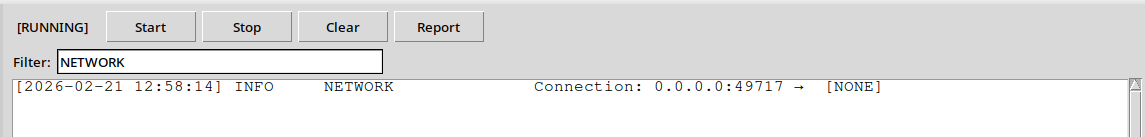 [RUNNING] Start Stop Clear Report
Filter: NETWORK
[2026-02-21 12:58:14] INFO NETWORK Connection: 0.0.0.0:49717 → [NONE]